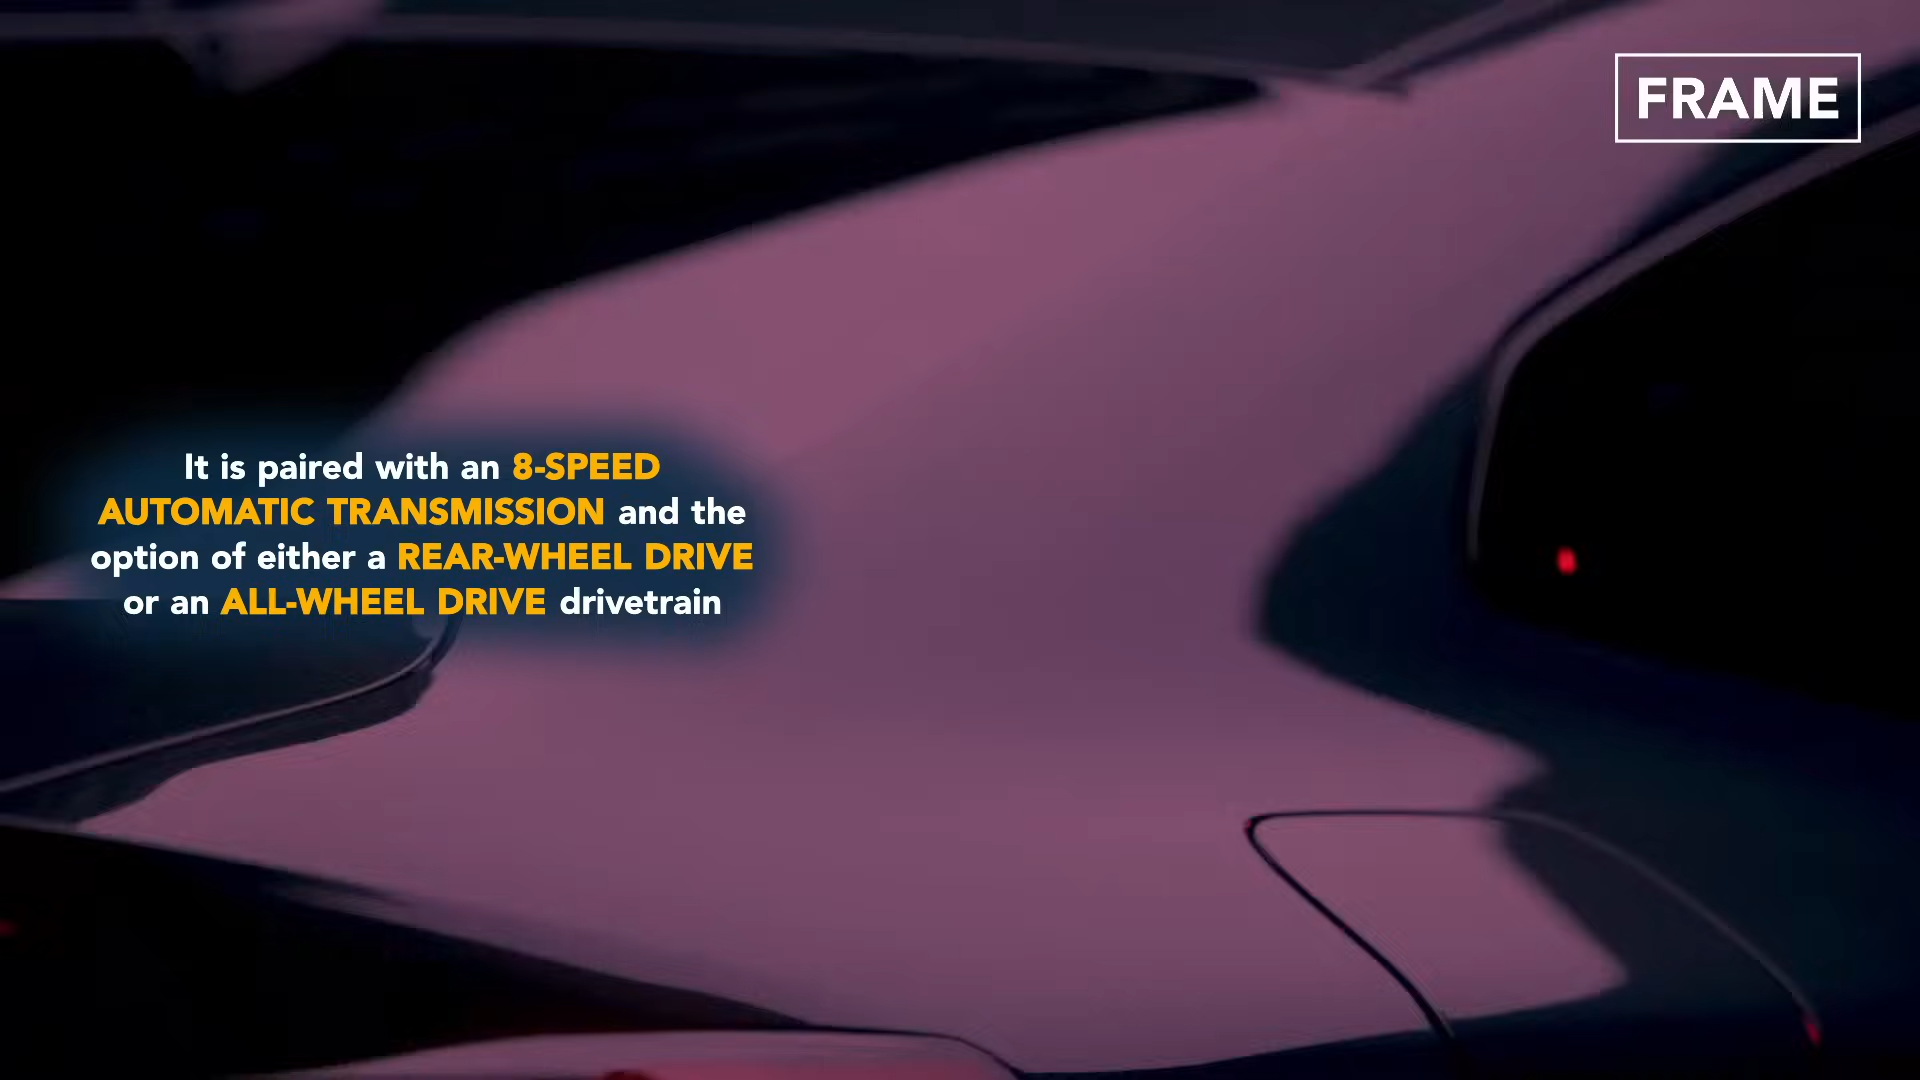 FRAME
It is paired with an 8-SPEED
AUTOMATIC TRANSMISSION and the
option of either a REAR-WHEEL DRIVE
or an ALL-WHEEL DRIVE drivetrain